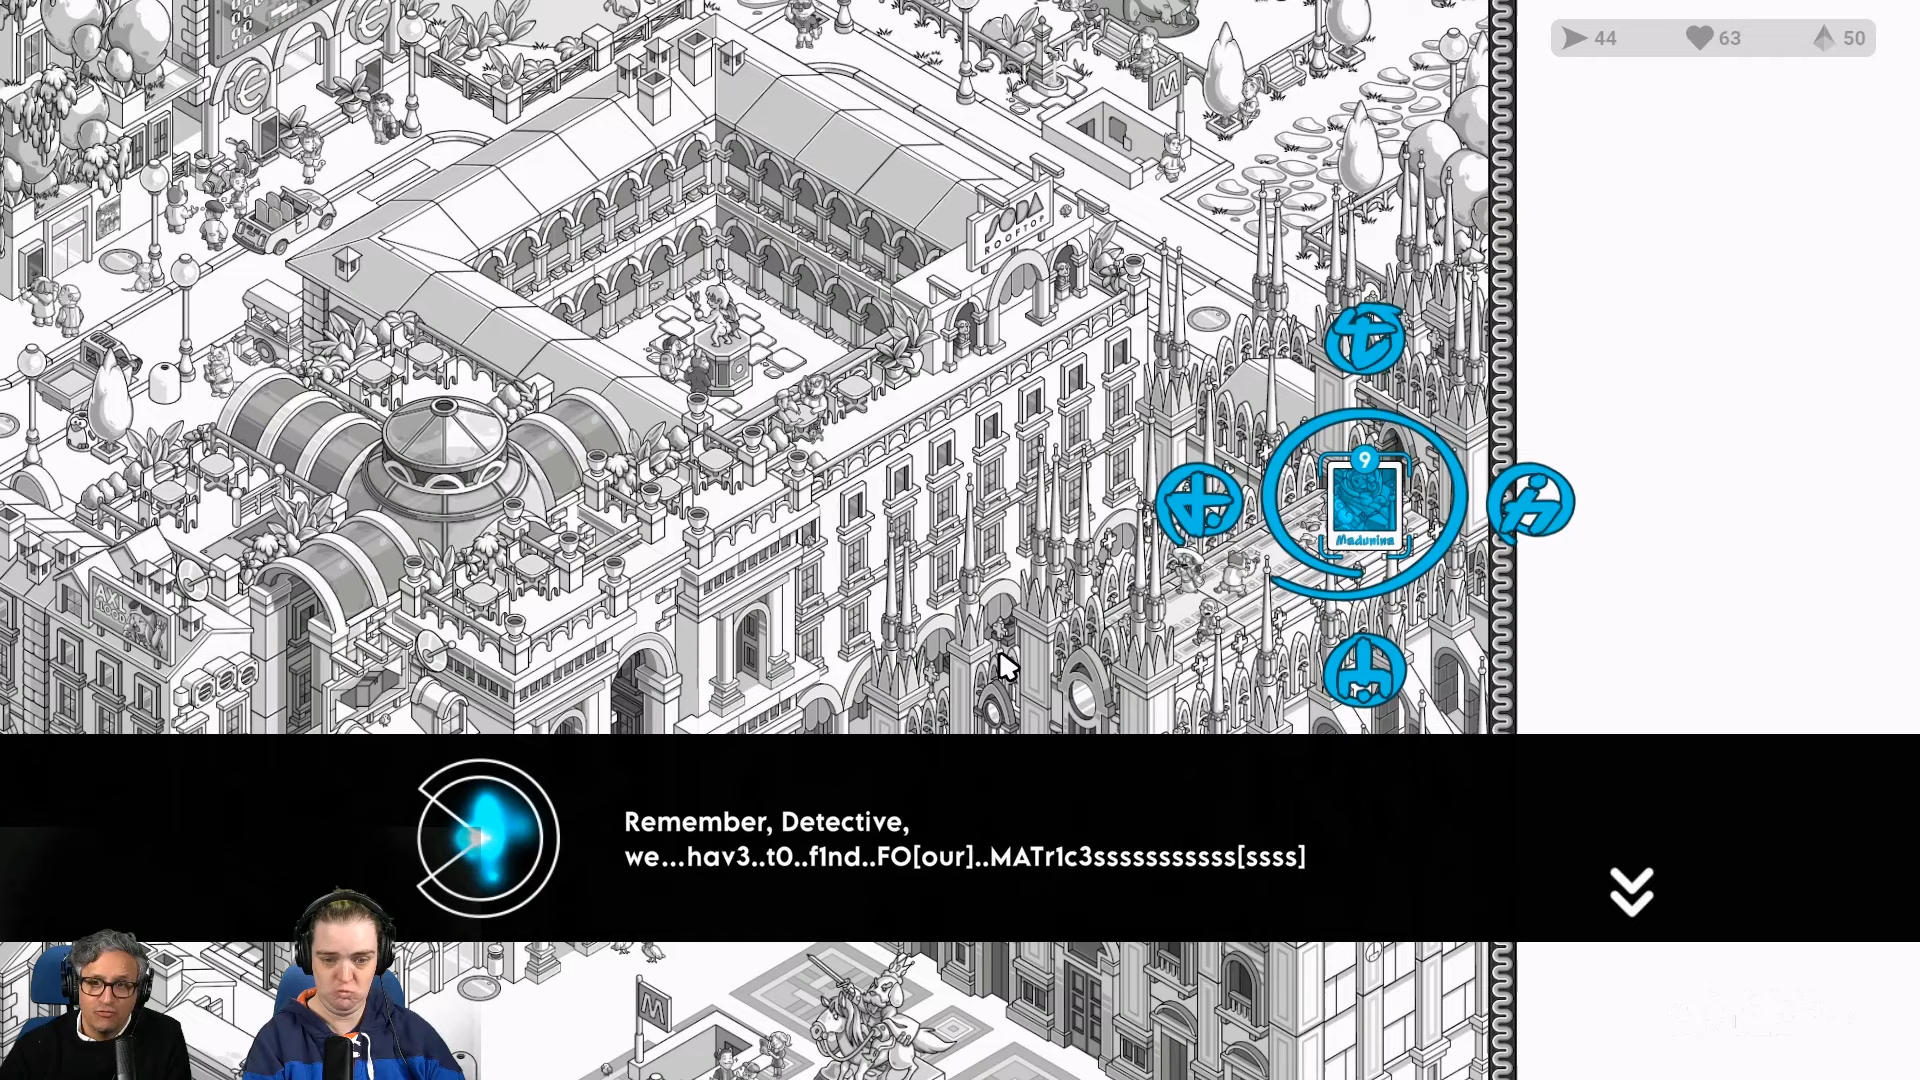 44 63 50
M
SODA
ROOFTOP
9
Madunina
Remember, Detective,
we...hav3..t0..f1nd..FO[our]..MATr1c3sssssssssss[ssss]
M